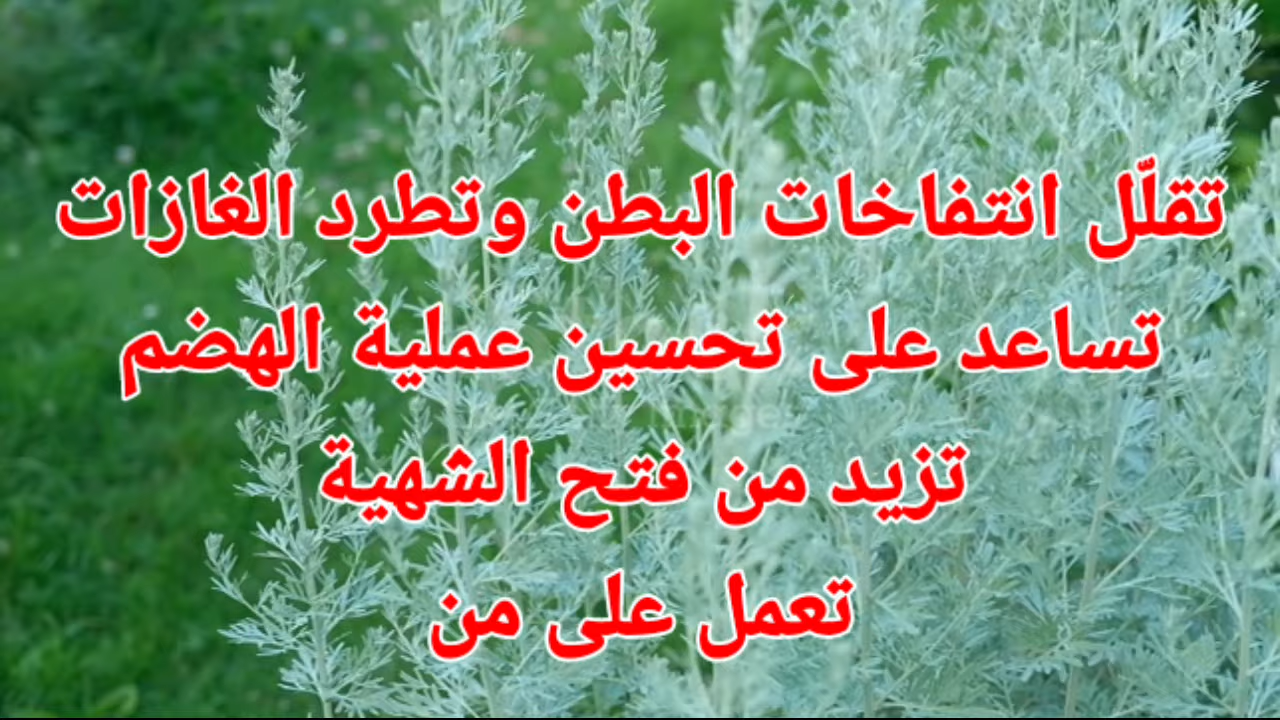 تقلّل انتفاخات البطن وتطرد الغازات
تساعد على تحسين عملية الهضم
تزيد من فتح الشهية
تعمل على من